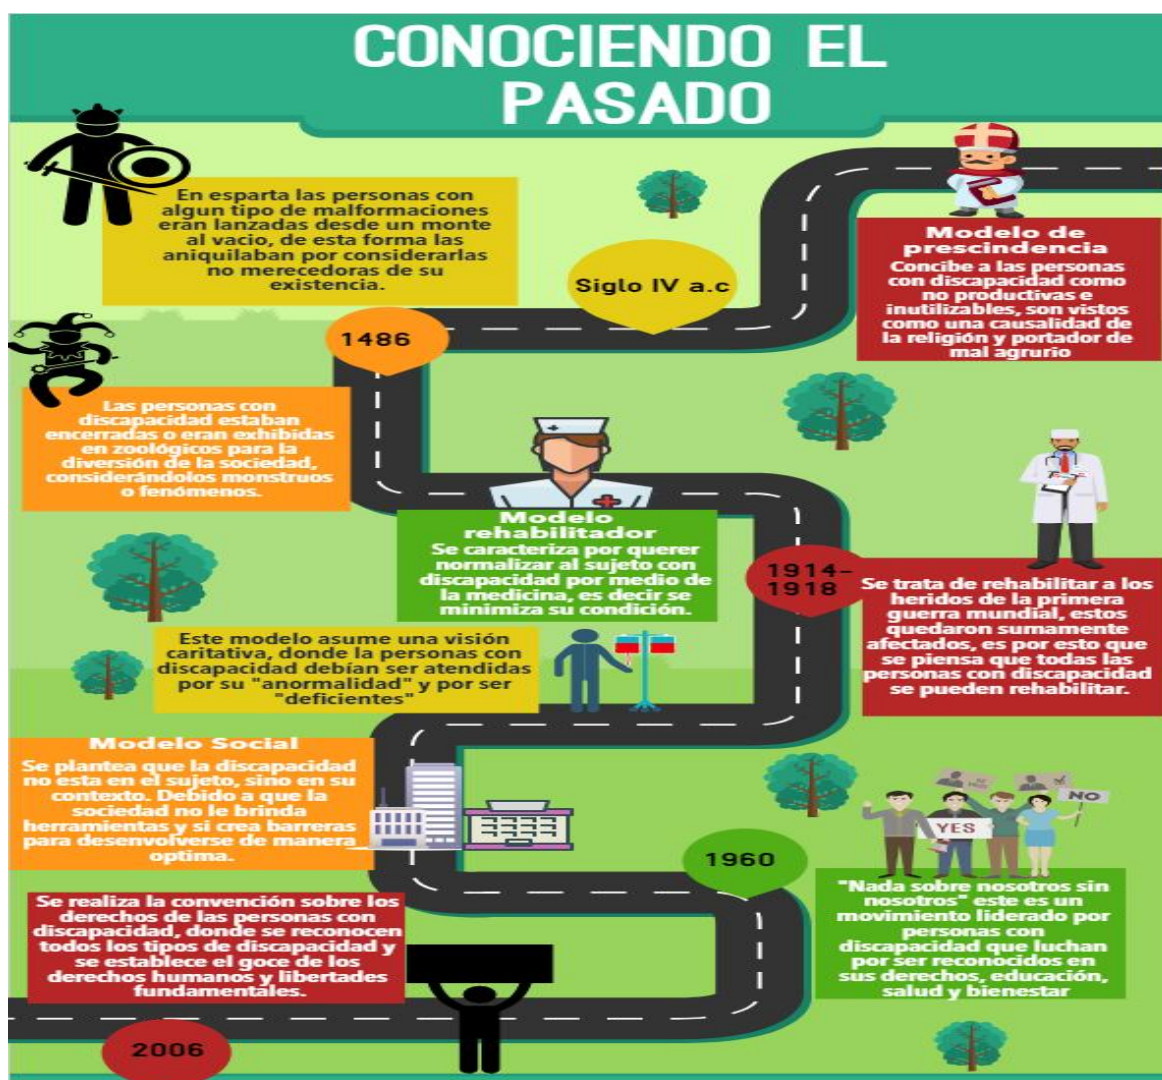 CONOCIENDO EL
PASADO
Modelo de
prescindencia
Concibe a las personas
con discapacidad como
no productivas e
inutilizables, son vistos
como una causalidad de
la religión y portador de
mal agrurio
Siglo IV a.c
En esparta las personas con
algun tipo de malformaciones
eran lanzadas desde un monte
al vacio, de esta forma las
aniquilaban por considerarlas
no merecedoras de su
existencia.
1486
Las personas con
discapacidad estaban
encerradas o eran exhibidas
en zoológicos para la
diversión de la sociedad,
considerándolos monstruos
o fenómenos.
Modelo
rehabilitador
Se caracteriza por querer
normalizar al sujeto con
discapacidad por medio de
la medicina, es decir se
minimiza su condición.
1914-
1918
Se trata de rehabilitar a los
heridos de la primera
guerra mundial, estos
quedaron sumamente
afectados, es por esto que
se piensa que todas las
personas con discapacidad
se pueden rehabilitar.
Este modelo asume una visión
caritativa, donde la personas con
discapacidad debían ser atendidas
por su "anormalidad" y por ser
"deficientes"
Modelo Social
Se plantea que la discapacidad
no esta en el sujeto, sino en su
contexto. Debido a que la
sociedad no le brinda
herramientas y si crea barreras
para desenvolverse de manera
optima.
1960
NO
YES
"Nada sobre nosotros sin
nosotros" este es un
movimiento liderado por
personas con
discapacidad que luchan
por ser reconocidos en
sus derechos, educación,
salud y bienestar
Se realiza la convención sobre los
derechos de las personas con
discapacidad, donde se reconocen
todos los tipos de discapacidad y
se establece el goce de los
derechos humanos y libertades
fundamentales.
2006